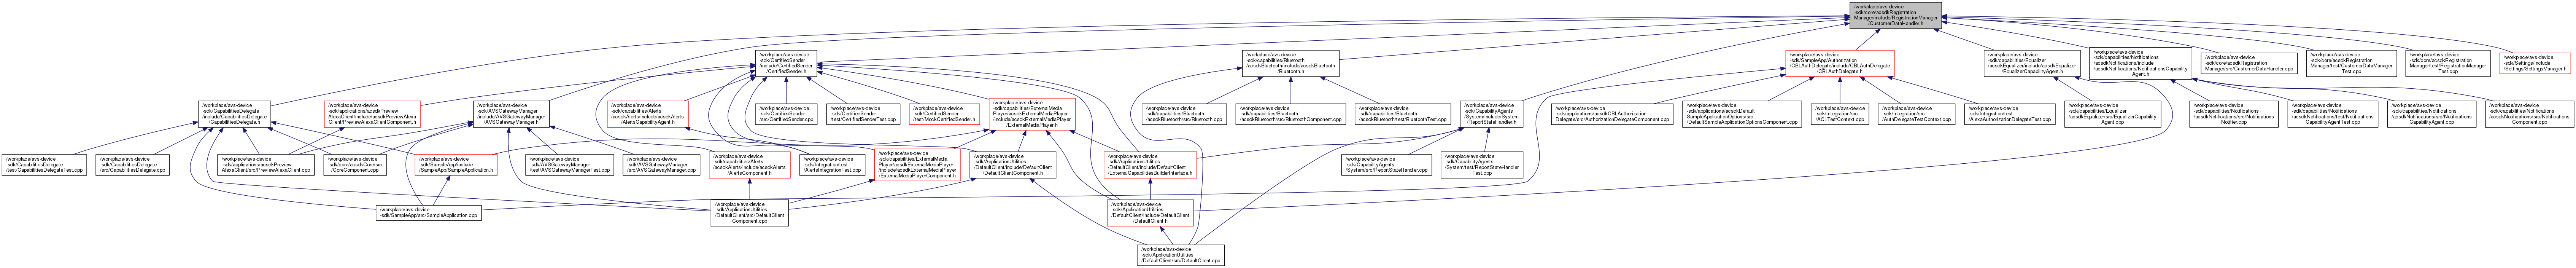 /workplace/avs-device
-sdk/core/acsdkRegistration
Manager/include/RegistrationManager
/CustomerDataHandler.h
/workplace/avs-device
-sdk/CertifiedSender
/include/CertifiedSender
/CertifiedSender.h
/workplace/avs-device
-sdk/capabilities/Bluetooth
/acsdkBluetooth/include/acsdkBluetooth
/Bluetooth.h
/workplace/avs-device
-sdk/SampleApp/Authorization
/CBLAuthDelegate/include/CBLAuthDelegate
/CBLAuthDelegate.h
/workplace/avs-device
-sdk/capabilities/Equalizer
/acsdkEqualizer/include/acsdkEqualizer
/EqualizerCapabilityAgent.h
/workplace/avs-device
-sdk/capabilities/Notifications
/acsdkNotifications/include
/acsdkNotifications/NotificationsCapability
Agent.h
/workplace/avs-device
-sdk/core/acsdkRegistration
Manager/src/CustomerDataHandler.cpp
/workplace/avs-device
-sdk/core/acsdkRegistration
Manager/test/CustomerDataManager
Test.cpp
/workplace/avs-device
-sdk/core/acsdkRegistration
Manager/test/RegistrationManager
Test.cpp
/workplace/avs-device
-sdk/Settings/include
/Settings/SettingsManager.h
/workplace/avs-device
-sdk/CapabilitiesDelegate
/include/CapabilitiesDelegate
/CapabilitiesDelegate.h
/workplace/avs-device
-sdk/applications/acsdkPreview
AlexaClient/include/acsdkPreviewAlexa
Client/PreviewAlexaClientComponent.h
/workplace/avs-device
-sdk/AVSGatewayManager
/include/AVSGatewayManager
/AVSGatewayManager.h
/workplace/avs-device
-sdk/capabilities/Alerts
/acsdkAlerts/include/acsdkAlerts
/AlertsCapabilityAgent.h
/workplace/avs-device
-sdk/CertifiedSender
/src/CertifiedSender.cpp
/workplace/avs-device
-sdk/CertifiedSender
/test/CertifiedSenderTest.cpp
/workplace/avs-device
-sdk/CertifiedSender
/test/MockCertifiedSender.h
/workplace/avs-device
-sdk/capabilities/ExternalMedia
Player/acsdkExternalMediaPlayer
/include/acsdkExternalMediaPlayer
/ExternalMediaPlayer.h
/workplace/avs-device
-sdk/capabilities/Bluetooth
/acsdkBluetooth/src/Bluetooth.cpp
/workplace/avs-device
-sdk/capabilities/Bluetooth
/acsdkBluetooth/src/BluetoothComponent.cpp
/workplace/avs-device
-sdk/capabilities/Bluetooth
/acsdkBluetooth/test/BluetoothTest.cpp
/workplace/avs-device
-sdk/CapabilityAgents
/System/include/System
/ReportStateHandler.h
/workplace/avs-device
-sdk/applications/acsdkCBLAuthorization
Delegate/src/AuthorizationDelegateComponent.cpp
/workplace/avs-device
-sdk/applications/acsdkDefault
SampleApplicationOptions/src
/DefaultSampleApplicationOptionsComponent.cpp
/workplace/avs-device
-sdk/Integration/src
/ACLTestContext.cpp
/workplace/avs-device
-sdk/Integration/src
/AuthDelegateTestContext.cpp
/workplace/avs-device
-sdk/Integration/test
/AlexaAuthorizationDelegateTest.cpp
/workplace/avs-device
-sdk/capabilities/Equalizer
/acsdkEqualizer/src/EqualizerCapability
Agent.cpp
/workplace/avs-device
-sdk/capabilities/Notifications
/acsdkNotifications/src/Notifications
Notifier.cpp
/workplace/avs-device
-sdk/capabilities/Notifications
/acsdkNotifications/test/Notifications
CapabilityAgentTest.cpp
/workplace/avs-device
-sdk/capabilities/Notifications
/acsdkNotifications/src/Notifications
CapabilityAgent.cpp
/workplace/avs-device
-sdk/capabilities/Notifications
/acsdkNotifications/src/Notifications
Component.cpp
/workplace/avs-device
-sdk/CapabilitiesDelegate
/test/CapabilitiesDelegateTest.cpp
/workplace/avs-device
-sdk/CapabilitiesDelegate
/src/CapabilitiesDelegate.cpp
/workplace/avs-device
-sdk/applications/acsdkPreview
AlexaClient/src/PreviewAlexaClient.cpp
/workplace/avs-device
-sdk/core/acsdkCore/src
/CoreComponent.cpp
/workplace/avs-device
-sdk/SampleApp/include
/SampleApp/SampleApplication.h
/workplace/avs-device
-sdk/AVSGatewayManager
/test/AVSGatewayManagerTest.cpp
/workplace/avs-device
-sdk/AVSGatewayManager
/src/AVSGatewayManager.cpp
/workplace/avs-device
-sdk/capabilities/Alerts
/acsdkAlerts/include/acsdkAlerts
/AlertsComponent.h
/workplace/avs-device
-sdk/Integration/test
/AlertsIntegrationTest.cpp
/workplace/avs-device
-sdk/capabilities/ExternalMedia
Player/acsdkExternalMediaPlayer
/include/acsdkExternalMediaPlayer
/ExternalMediaPlayerComponent.h
/workplace/avs-device
-sdk/ApplicationUtilities
/DefaultClient/include/DefaultClient
/DefaultClientComponent.h
/workplace/avs-device
-sdk/ApplicationUtilities
/DefaultClient/include/DefaultClient
/ExternalCapabilitiesBuilderInterface.h
/workplace/avs-device
-sdk/CapabilityAgents
/System/src/ReportStateHandler.cpp
/workplace/avs-device
-sdk/CapabilityAgents
/System/test/ReportStateHandler
Test.cpp
/workplace/avs-device
-sdk/SampleApp/src/SampleApplication.cpp
/workplace/avs-device
-sdk/ApplicationUtilities
/DefaultClient/src/DefaultClient
Component.cpp
/workplace/avs-device
-sdk/ApplicationUtilities
/DefaultClient/include/DefaultClient
/DefaultClient.h
/workplace/avs-device
-sdk/ApplicationUtilities
/DefaultClient/src/DefaultClient.cpp